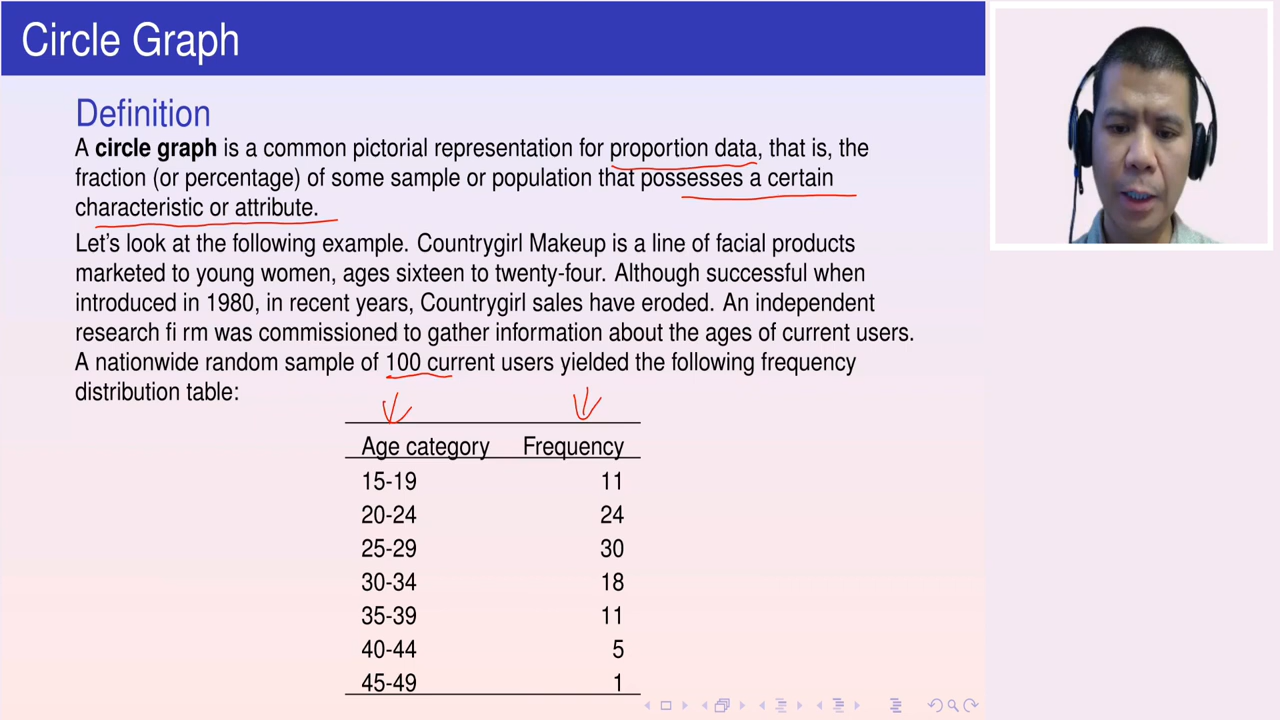 Circle Graph
Definition
A circle graph is a common pictorial representation for proportion data, that is, the
fraction (or percentage) of some sample or population that possesses a certain
characteristic or attribute.
Let's look at the following example. Countrygirl Makeup is a line of facial products
marketed to young women, ages sixteen to twenty-four. Although successful when
introduced in 1980, in recent years, Countrygirl sales have eroded. An independent
research fi rm was commissioned to gather information about the ages of current users.
A nationwide random sample of 100 current users yielded the following frequency
distribution table:
Age category Frequency
15-19 11
20-24 24
25-29 30
30-34 18
35-39 11
40-44 5
45-49 1